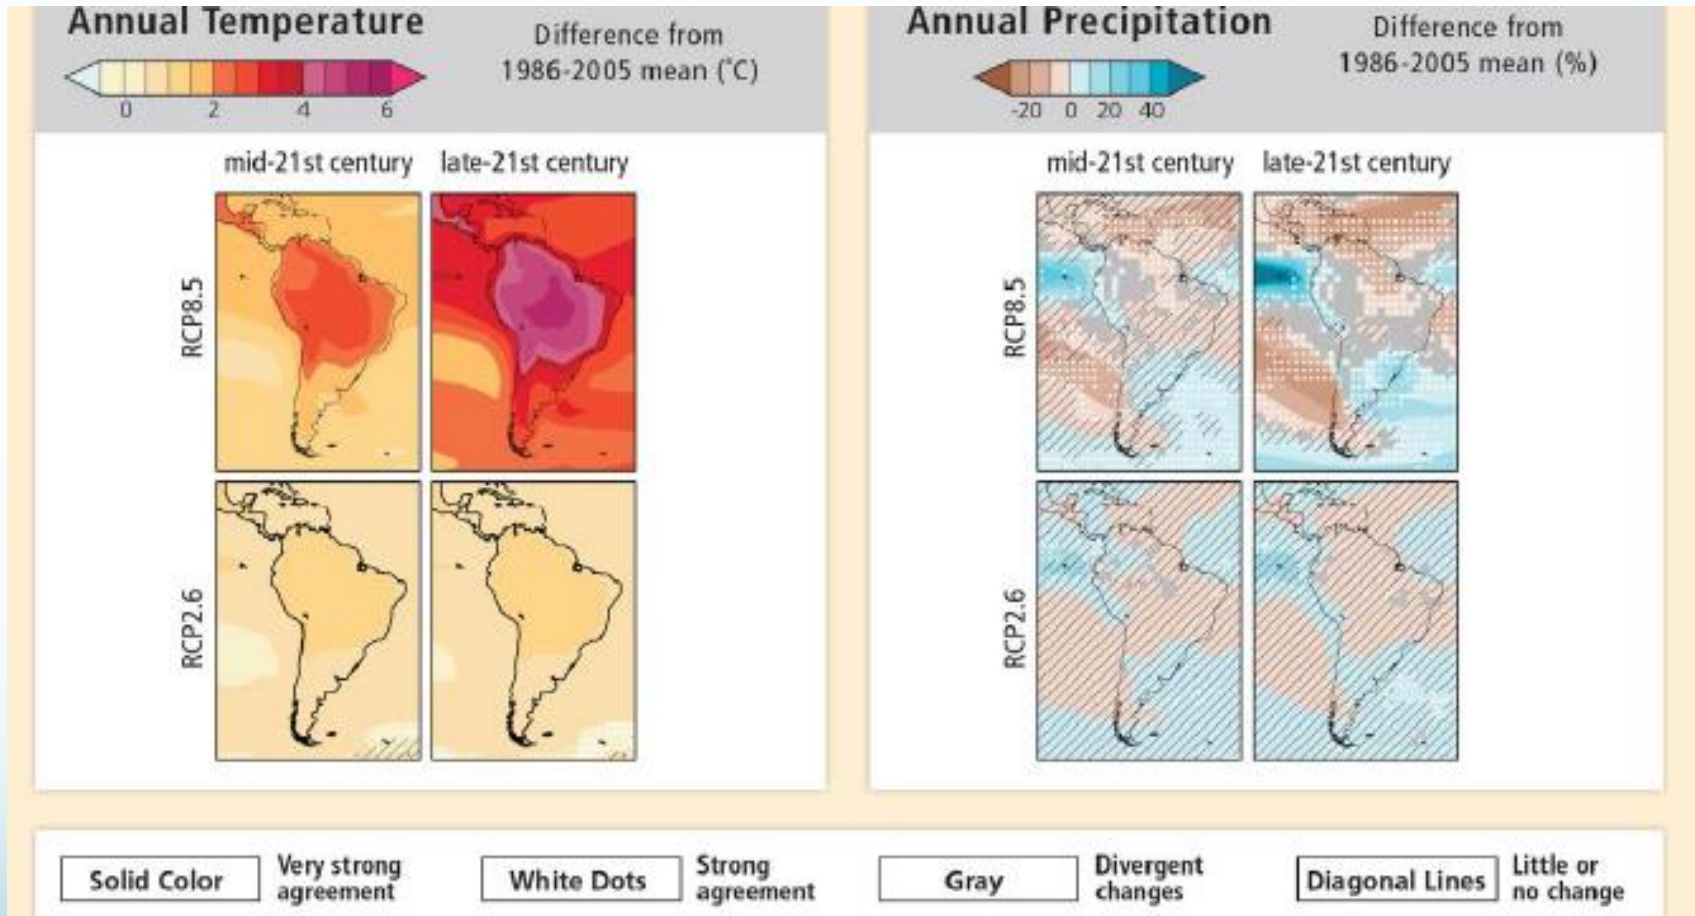 Annual Temperature
Difference from
1986-2005 mean (°C)
0 2 4 6
mid-21st century late-21st century
RCP8.5
RCP2.6
Annual Precipitation
Difference from
1986-2005 mean (%)
-20 0 20 40
mid-21st century late-21st century
RCP8.5
RCP2.6
Solid Color
Very strong
agreement
White Dots
Strong
agreement
Gray
Divergent
changes
Diagonal Lines
Little or
no change